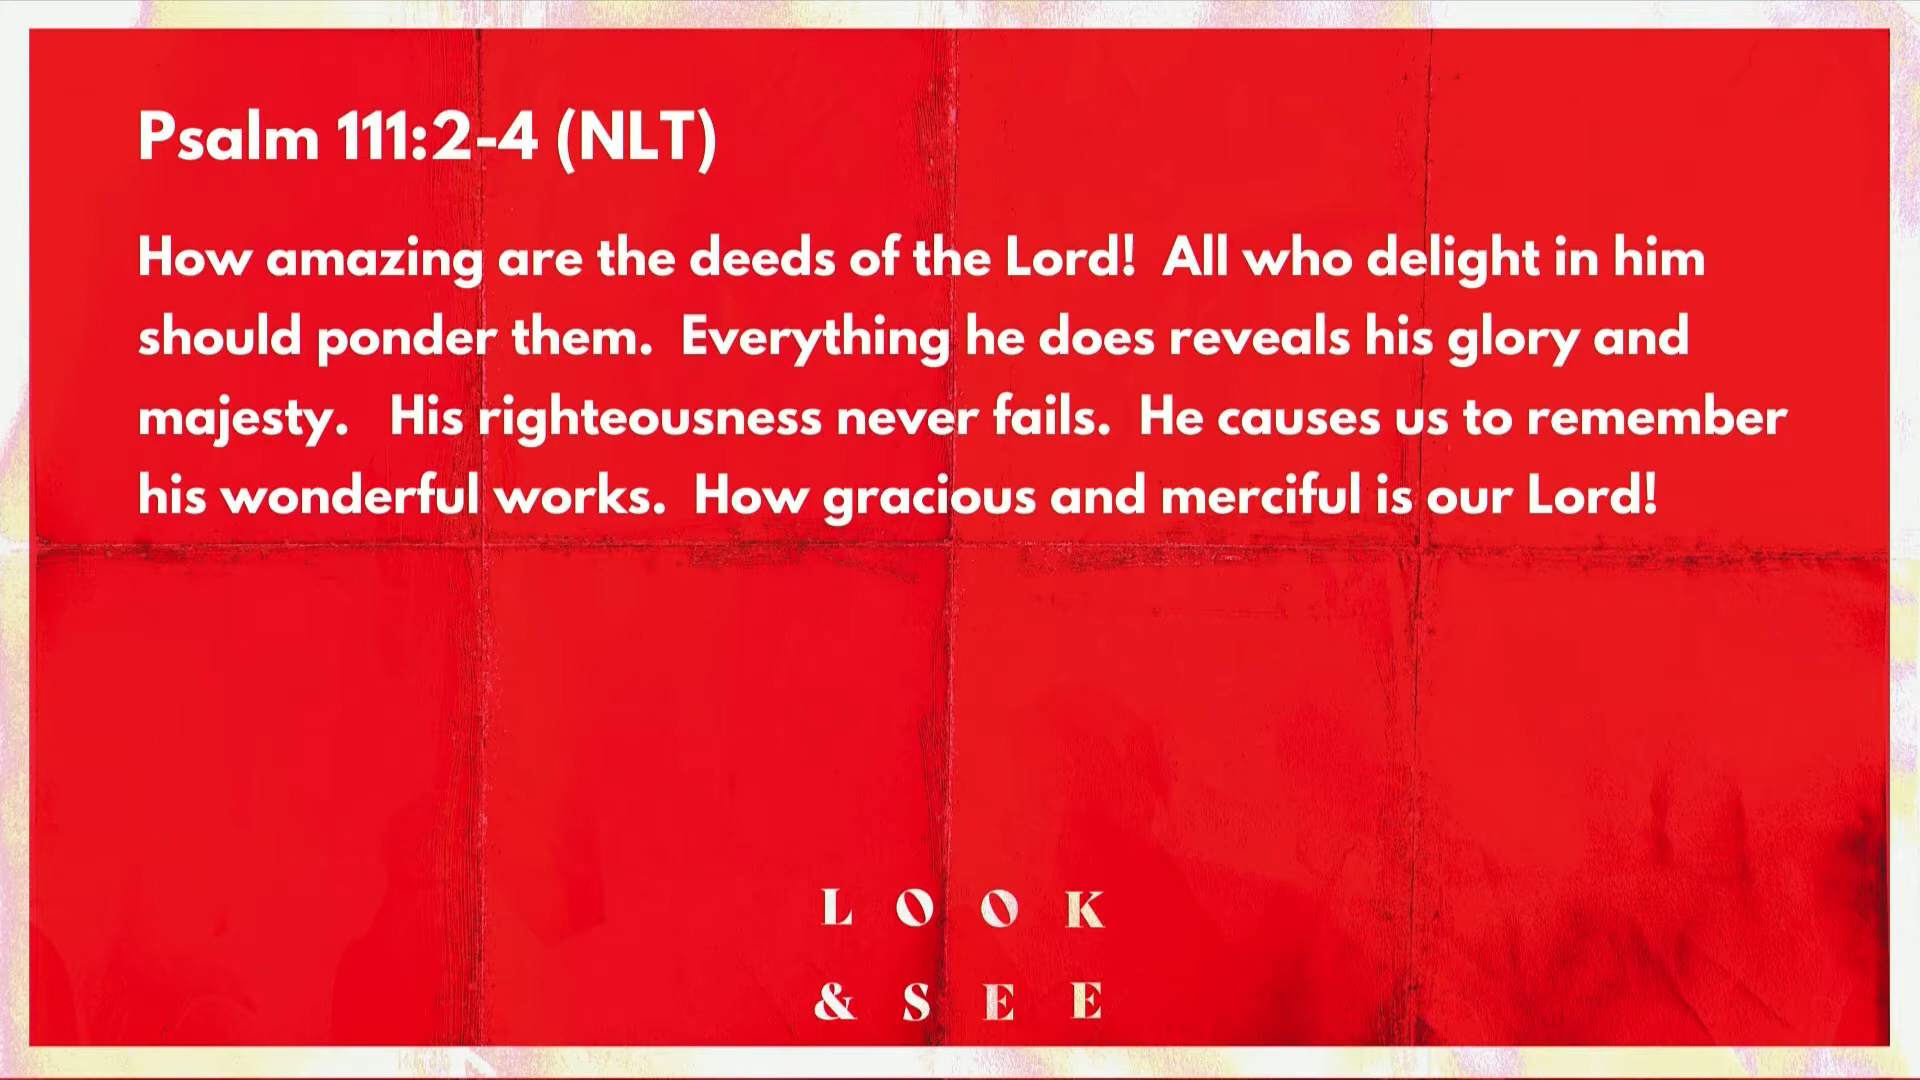 Psalm 111:2-4 (NLT)
How amazing are the deeds of the Lord!  All who delight in him
should ponder them.  Everything he does reveals his glory and
majesty.   His righteousness never fails.  He causes us to remember
his wonderful works.  How gracious and merciful is our Lord!
LOOK
& SEE